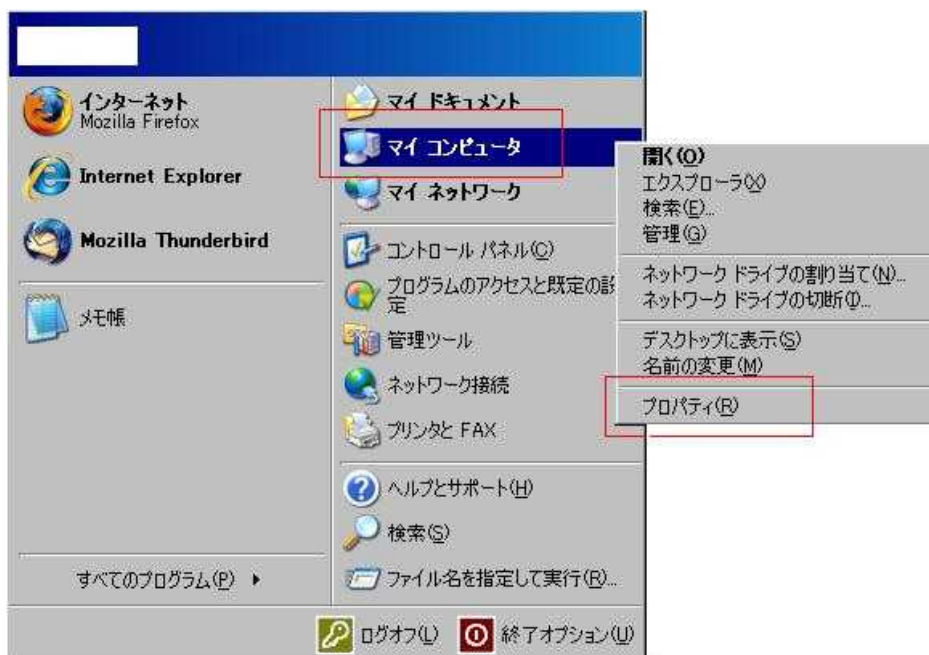 インターネット
Mozilla Firefox
Internet Explorer
Mozilla Thunderbird
メモ帳
すべてのプログラム(P)
マイ ドキュメント
マイ コンピュータ
マイ ネットワーク
コントロール パネル(C)
プログラムのアクセスと既定の設
定
管理ツール
ネットワーク接続
プリンタと FAX
ヘルプとサポート(H)
検索(S)
ファイル名を指定して実行(R)...
ログオフ(L)
終了オプション(U)
開く(O)
エクスプローラ(X)
検索(E)...
管理(G)
ネットワーク ドライブの割り当て(N)...
ネットワーク ドライブの切断(I)...
デスクトップに表示(S)
名前の変更(M)
プロパティ(R)